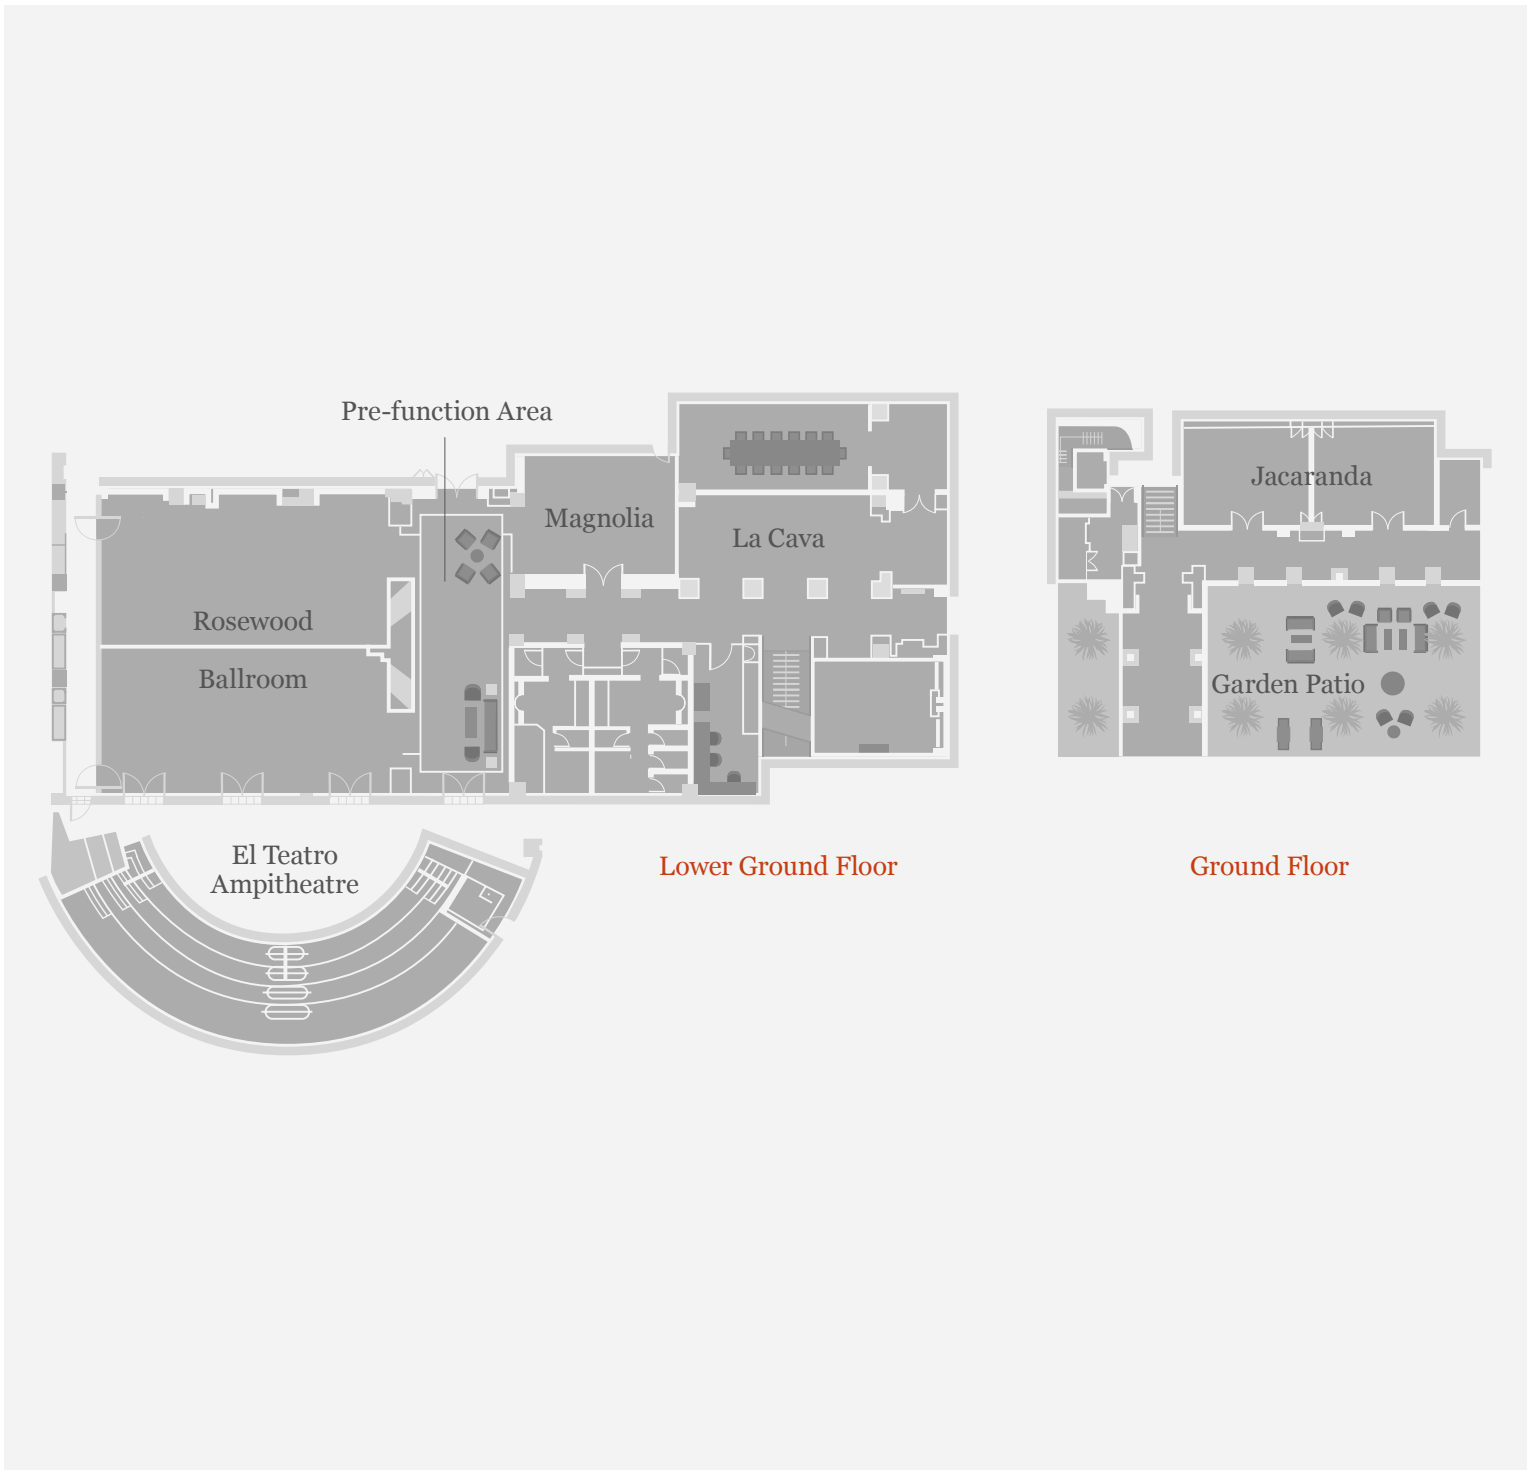 Pre-function Area
Magnolia
La Cava
Rosewood
Ballroom
El Teatro
Ampitheatre
Lower Ground Floor
Jacaranda
Garden Patio
Ground Floor